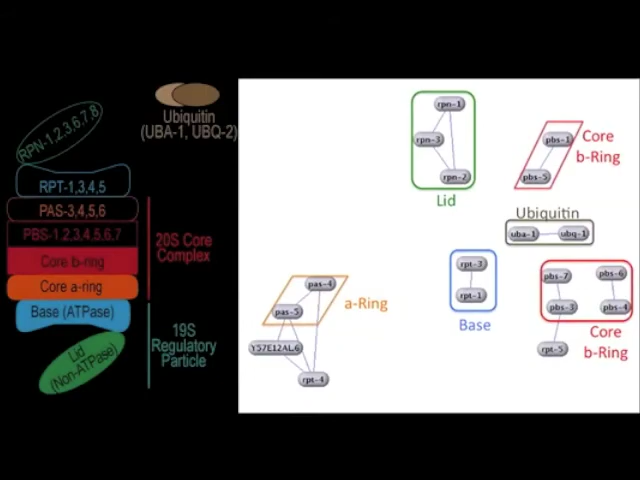 Ubiquitin
(UBA-1, UBQ-2)
RPN-1,2,3,6,7,8
RPT-1,3,4,5
PAS-3,4,5,6
PBS-1,2,3,4,5,6,7
Core b-ring
Core a-ring
Base (ATPase)
Lid
(Non-ATPase)
20S Core
Complex
19S
Regulatory
Particle
rpn-1
rpn-3
rpn-2
Lid
pbs-1
pbs-5
Core
b-Ring
Ubiquitin
uba-1
ubq-1
rpt-3
rpt-1
Base
pbs-7
pbs-6
pbs-3
pbs-4
rpt-5
Core
b-Ring
pas-4
pas-5
a-Ring
Y57E12AL.6
rpt-4